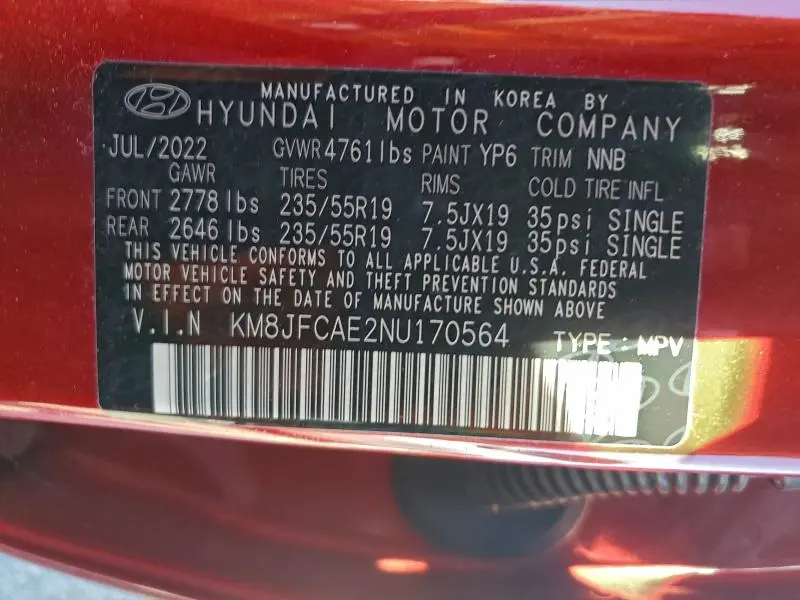 MANUFACTURED IN KOREA BY
HYUNDAI MOTOR COMPANY
JUL/2022 GVWR 4761 lbs PAINT YP6 TRIM NNB
GAWR TIRES RIMS COLD TIRE INFL
FRONT 2778 lbs 235/55R19 7.5JX19 35psi SINGLE
REAR 2646 lbs 235/55R19 7.5JX19 35psi SINGLE
THIS VEHICLE CONFORMS TO ALL APPLICABLE U.S.A. FEDERAL
MOTOR VEHICLE SAFETY AND THEFT PREVENTION STANDARDS
IN EFFECT ON THE DATE OF MANUFACTURE SHOWN ABOVE
V.I.N KM8JFCAE2NU170564 TYPE : MPV